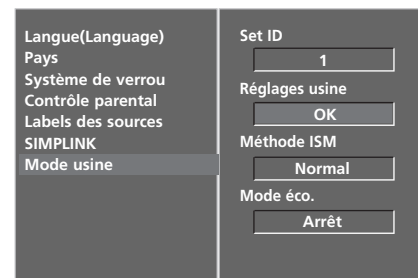 Langue(Language)
Pays
Système de verrou
Contrôle parental
Labels des sources
SIMPLINK
Mode usine
Set ID
1
Réglages usine
OK
Méthode ISM
Normal
Mode éco.
Arrêt